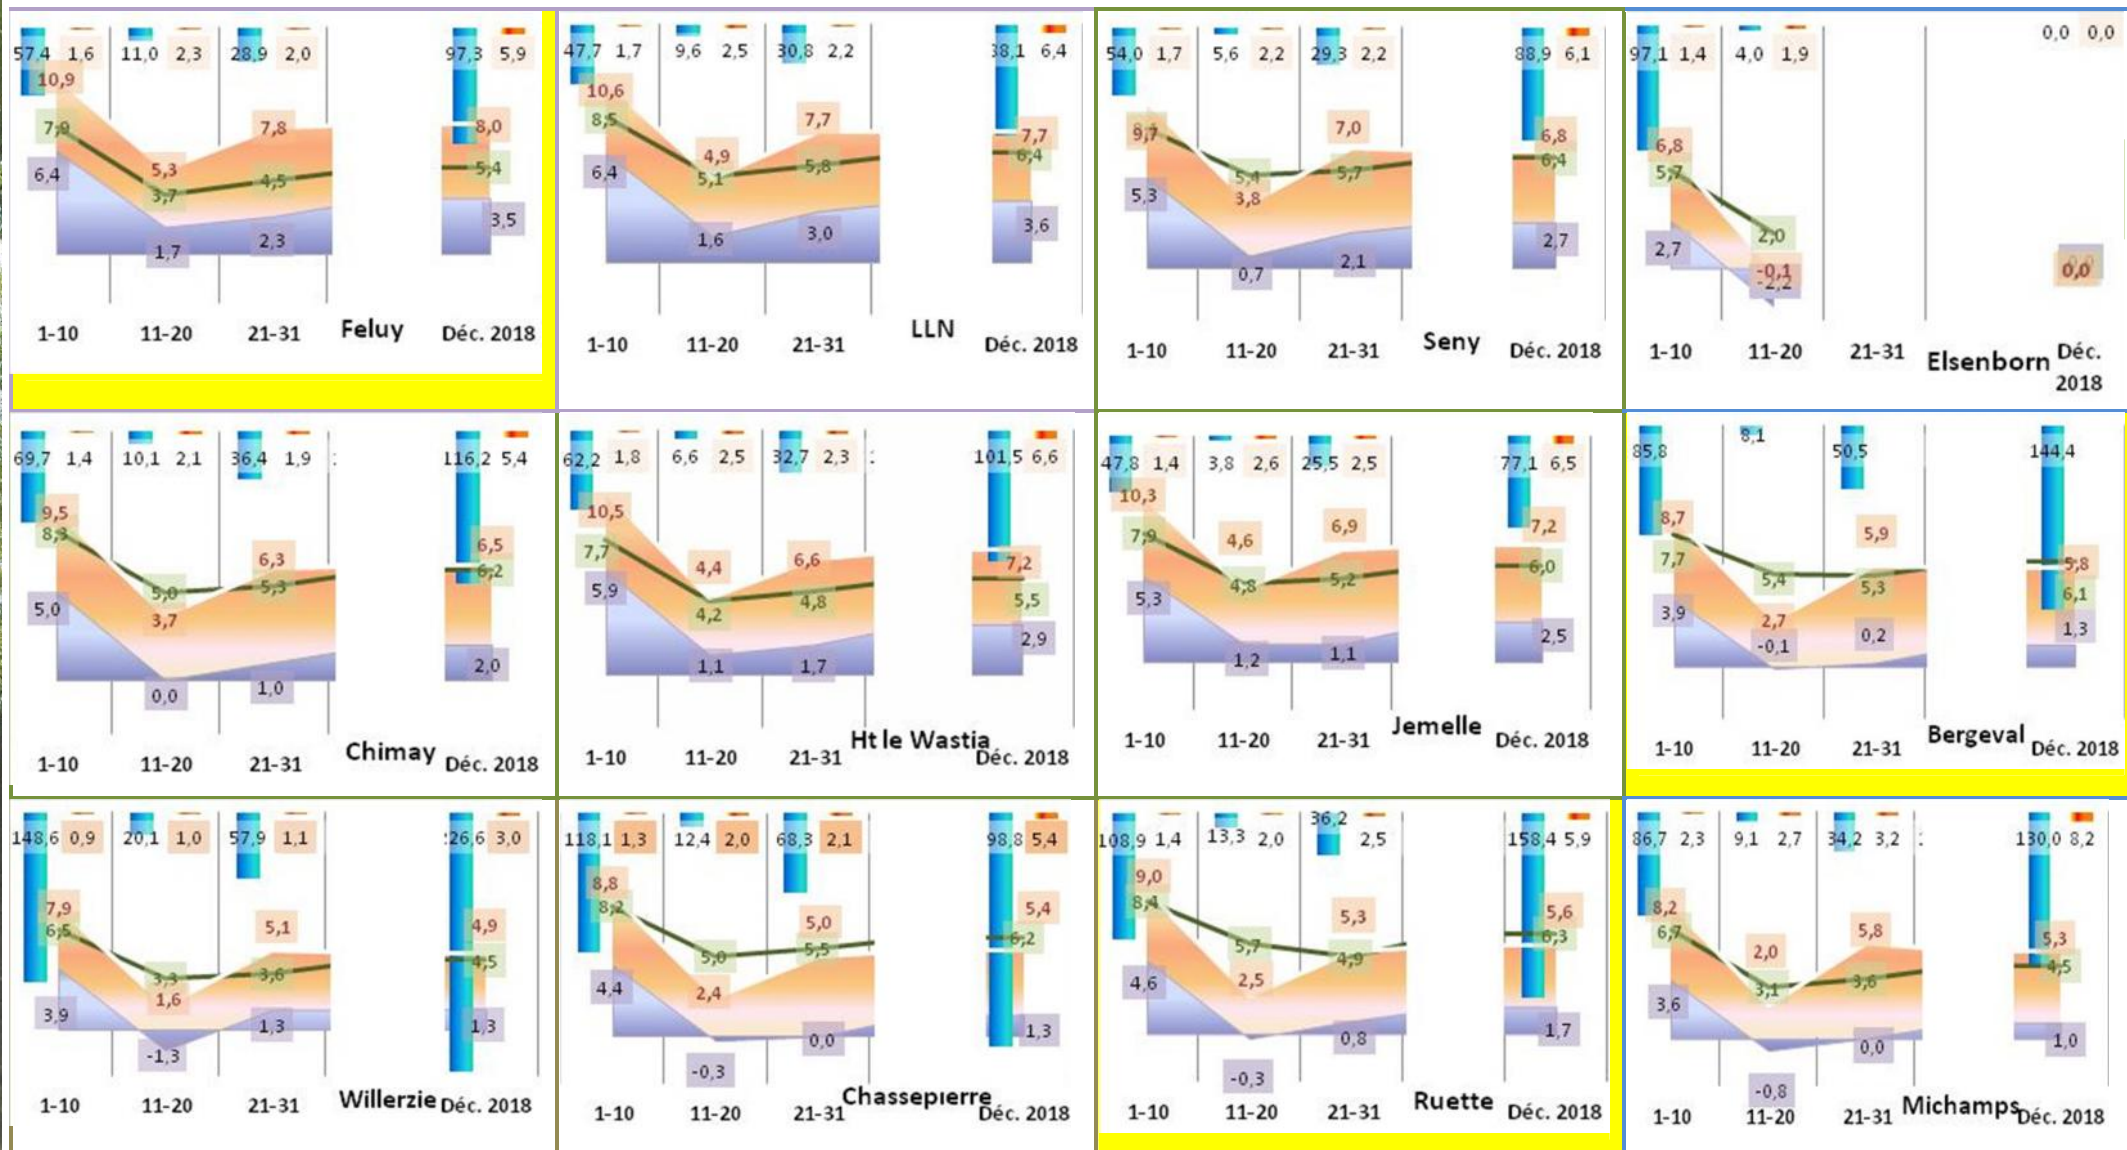 57,4 1,6 11,0 2,3 28,9 2,0 97,3 5,9
10,9
7,9 7,8 8,0
6,4 5,3 3,7 4,5 5,4
1,7 2,3 3,5
1-10 11-20 21-31 Feluy Déc. 2018
47,7 1,7 9,6 2,5 30,8 2,2 38,1 6,4
10,6
8,5 7,7 7,7
6,4 4,9 5,1 5,8 6,4
1,6 3,0 3,6
1-10 11-20 21-31 LLN Déc. 2018
54,0 1,7 5,6 2,2 29,3 2,2 88,9 6,1
9,7 7,0 6,8
5,3 5,4 3,8 5,7 6,4
0,7 2,1 2,7
1-10 11-20 21-31 Seny Déc. 2018
97,1 1,4 4,0 1,9 0,0 0,0
6,8
5,7
2,7 2,0 -0,1 -2,2 0,0
1-10 11-20 21-31 Elsenborn Déc.
2018
69,7 1,4 10,1 2,1 36,4 1,9 116,2 5,4
9,5
8,3 6,3 6,5
5,0 5,0 3,7 5,3 6,2
0,0 1,0 2,0
1-10 11-20 21-31 Chimay Déc. 2018
62,2 1,8 6,6 2,5 32,7 2,3 101,5 6,6
10,5
7,7 4,4 6,6 7,2
5,9 4,2 4,8 5,5
1,1 1,7 2,9
1-10 11-20 21-31 Ht le Wastia Déc. 2018
47,8 1,4 3,8 2,6 25,5 2,5 77,1 6,5
10,3
7,9 4,6 6,9 7,2
5,3 4,8 5,2 6,0
1,2 1,1 2,5
1-10 11-20 21-31 Jemelle Déc. 2018
85,8 8,1 50,5 144,4
8,7
7,7 5,4 5,9 5,3 5,8 6,1
3,9 2,7 -0,1 0,2 1,3
1-10 11-20 21-31 Bergeval Déc. 2018
148,6 0,9 20,1 1,0 57,9 1,1 26,6 3,0
7,9
6,5 5,1 4,9
3,9 3,3 1,6 3,6 4,5
-1,3 1,3 1,3
1-10 11-20 21-31 Willerzie Déc. 2018
118,1 1,3 12,4 2,0 68,3 2,1 98,8 5,4
8,8
8,2 5,0 5,4
4,4 5,0 2,4 5,5 6,2
-0,3 0,0 1,3
1-10 11-20 21-31 Chassepierre Déc. 2018
108,9 1,4 13,3 2,0 36,2 2,5 158,4 5,9
9,0
8,4 5,3 5,6
4,6 5,7 2,5 4,9 6,3
-0,3 0,8 1,7
1-10 11-20 21-31 Ruette Déc. 2018
86,7 2,3 9,1 2,7 34,2 3,2 130,0 8,2
8,2
6,7 2,0 5,8 5,3
3,6 3,1 3,6 4,5
-0,8 0,0 1,0
1-10 11-20 21-31 Michamps Déc. 2018